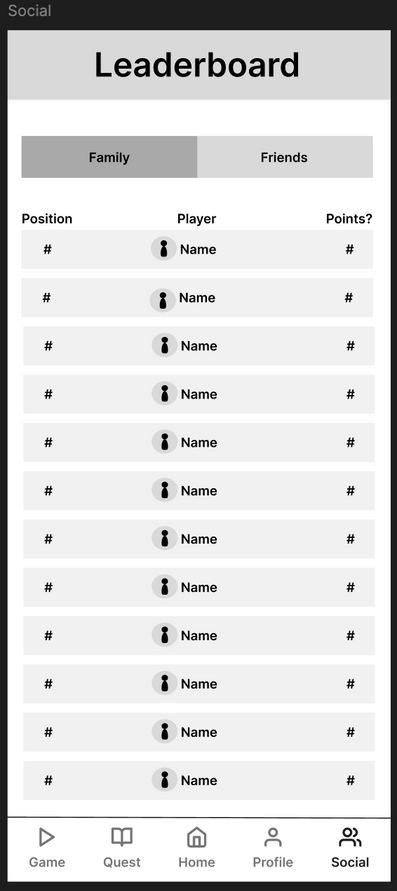 Social
Leaderboard
Family Friends
Position Player Points?
# Name #
# Name #
# Name #
# Name #
# Name #
# Name #
# Name #
# Name #
# Name #
# Name #
# Name #
# Name #
Game Quest Home Profile Social